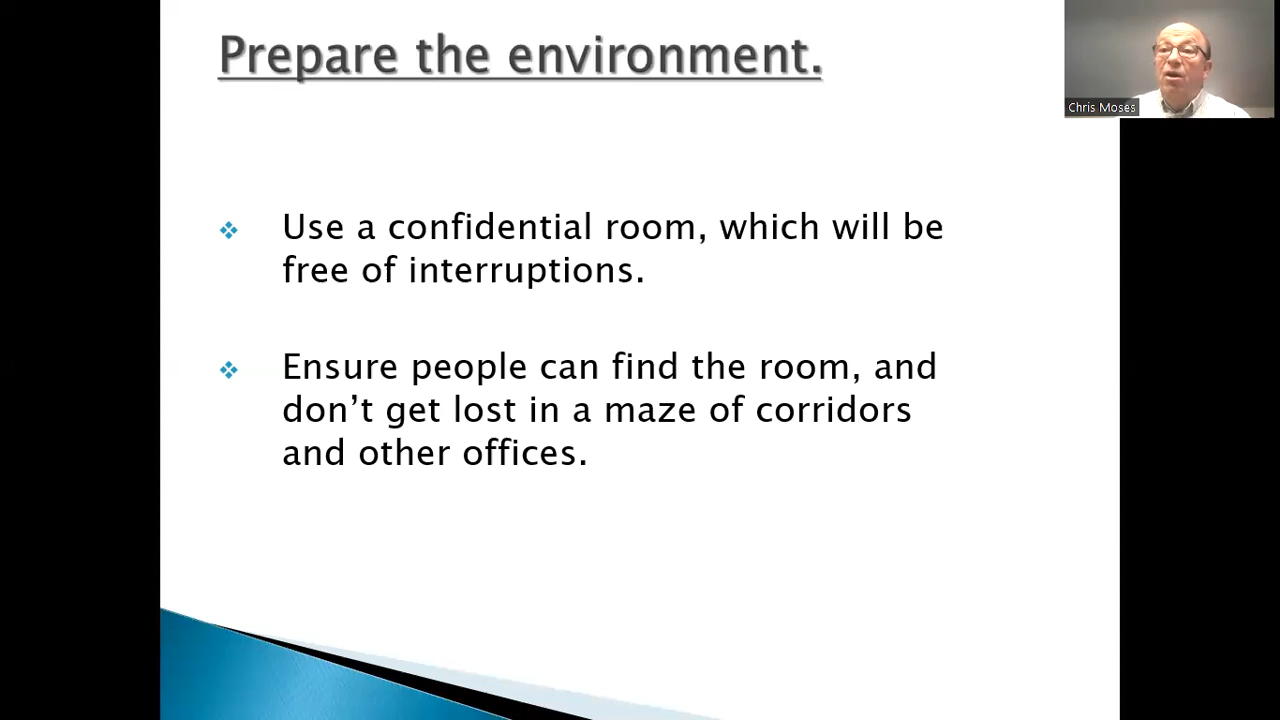 Prepare the environment.
Chris Moses
Use a confidential room, which will be
free of interruptions.
Ensure people can find the room, and
don’t get lost in a maze of corridors
and other offices.